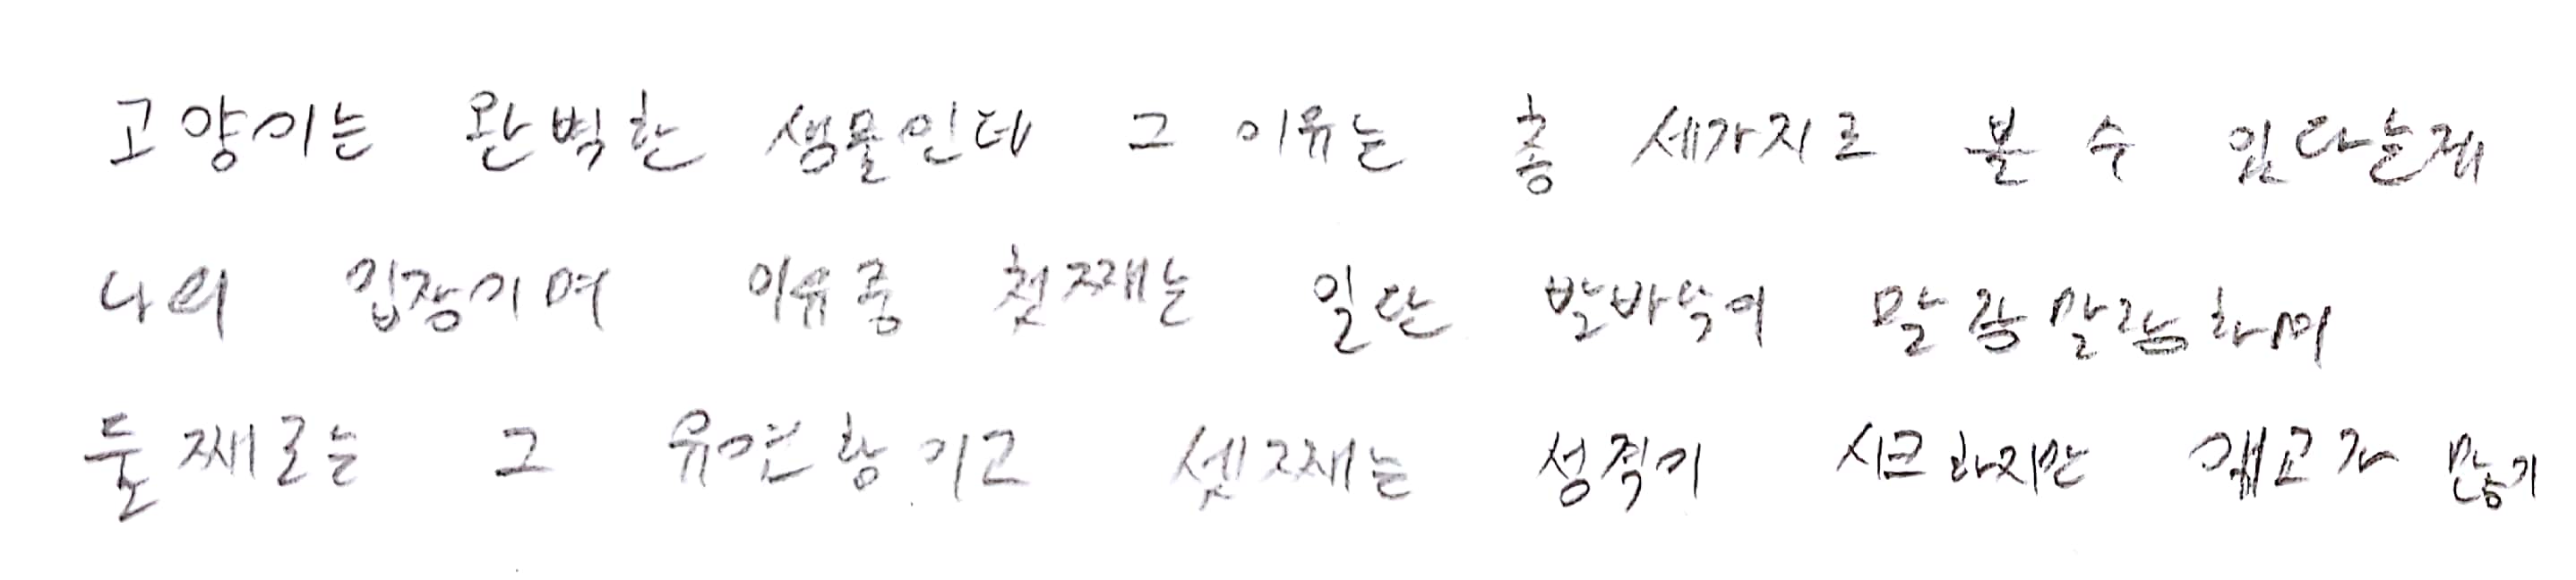 고양이는 완벽한 생물인데 그 이유는 총 세가지로 볼 수 있다는게
나의 입장이며 이유중 첫째는 일단 발바닥이 말랑말랑하며
둘째로는 그 유연함이고 셋째는 성격이 시크하지만 애교가 많기